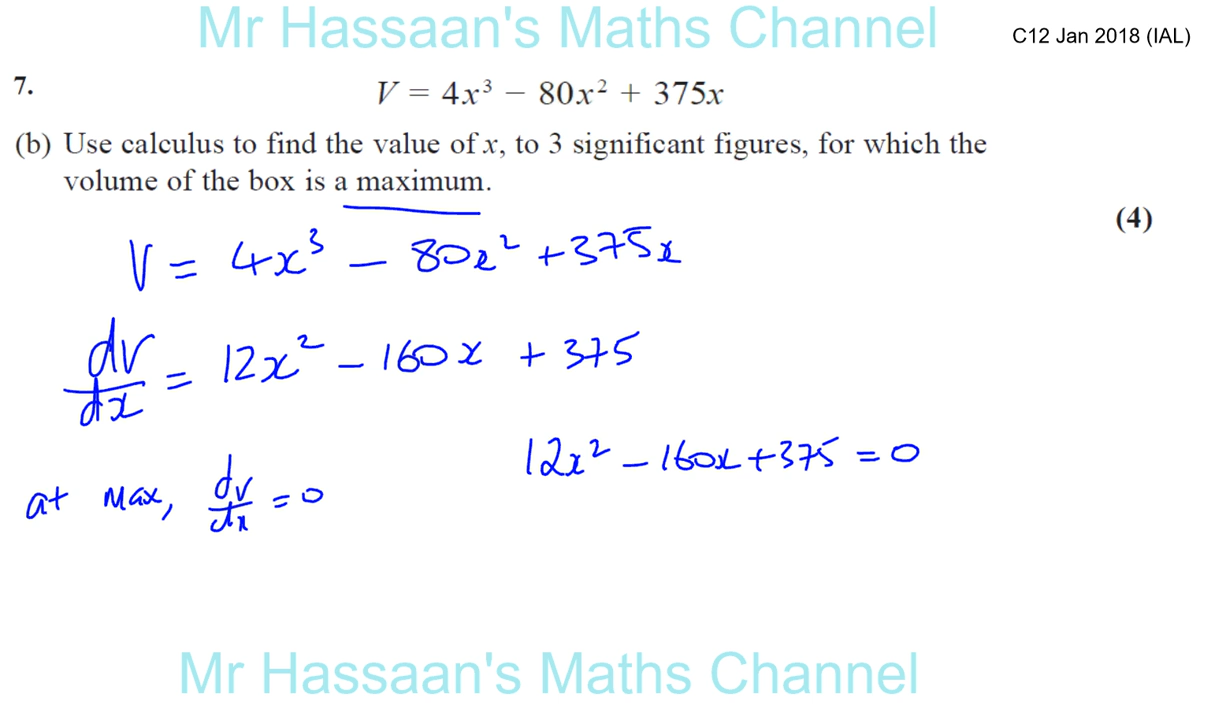 Mr Hassaan's Maths Channel
C12 Jan 2018 (IAL)
7.
V = 4x³ − 80x² + 375x
(b) Use calculus to find the value of x, to 3 significant figures, for which the
volume of the box is a maximum.
(4)
V = 4x³ − 80x² + 375x
dv/dx = 12x² − 160x + 375
12x² − 160x + 375 = 0
at max, dv/dx = 0
Mr Hassaan's Maths Channel